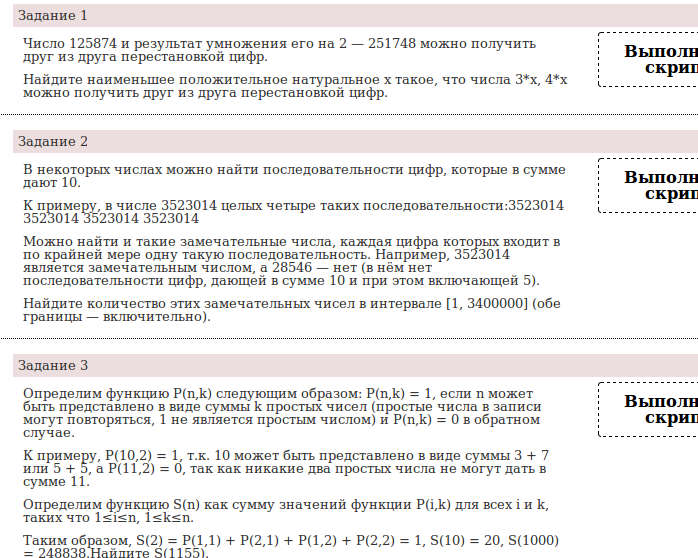 Задание 1
Число 125874 и результат умножения его на 2 — 251748 можно получить
друг из друга перестановкой цифр.
Выполн
скрип
Найдите наименьшее положительное натуральное x такое, что числа 3*x, 4*x
можно получить друг из друга перестановкой цифр.
Задание 2
В некоторых числах можно найти последовательности цифр, которые в сумме
дают 10.
Выполн
скрип
К примеру, в числе 3523014 целых четыре таких последовательности:3523014
3523014 3523014 3523014
Можно найти и такие замечательные числа, каждая цифра которых входит в
по крайней мере одну такую последовательность. Например, 3523014
является замечательным числом, а 28546 — нет (в нём нет
последовательности цифр, дающей в сумме 10 и при этом включающей 5).
Найдите количество этих замечательных чисел в интервале [1, 3400000] (обе
границы — включительно).
Задание 3
Определим функцию P(n,k) следующим образом: P(n,k) = 1, если n может
быть представлено в виде суммы k простых чисел (простые числа в записи
могут повторяться, 1 не является простым числом) и P(n,k) = 0 в обратном
случае.
Выполн
скрип
К примеру, P(10,2) = 1, т.к. 10 может быть представлено в виде суммы 3 + 7
или 5 + 5, а P(11,2) = 0, так как никакие два простых числа не могут дать в
сумме 11.
Определим функцию S(n) как сумму значений функции P(i,k) для всех i и k,
таких что 1≤i≤n, 1≤k≤n.
Таким образом, S(2) = P(1,1) + P(2,1) + P(1,2) + P(2,2) = 1, S(10) = 20, S(1000)
= 248838.Найдите S(1155).